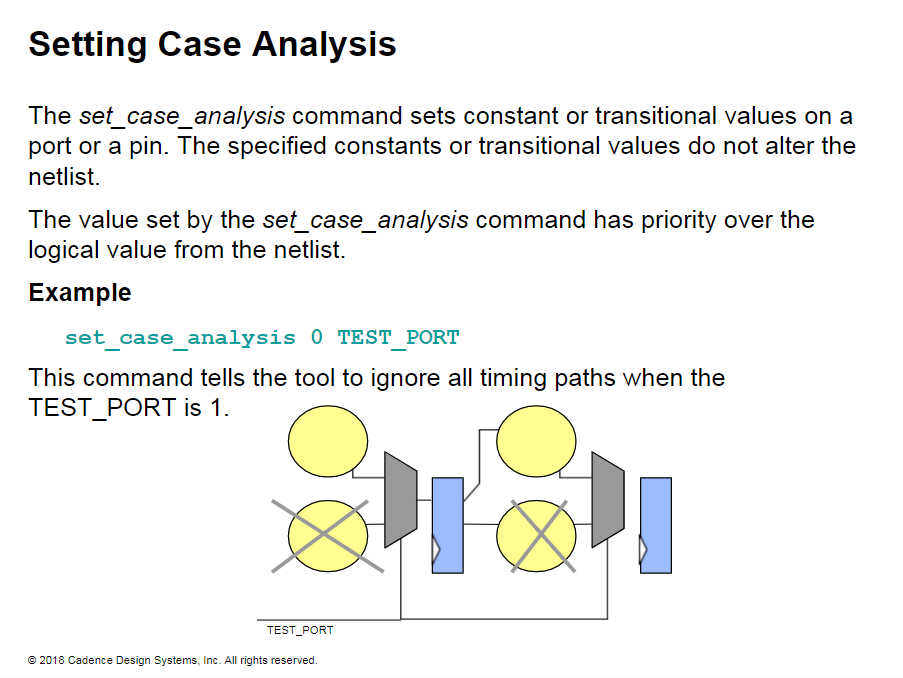 Setting Case Analysis
The set_case_analysis command sets constant or transitional values on a
port or a pin. The specified constants or transitional values do not alter the
netlist.
The value set by the set_case_analysis command has priority over the
logical value from the netlist.
Example
set_case_analysis 0 TEST_PORT
This command tells the tool to ignore all timing paths when the
TEST_PORT is 1.
TEST_PORT
© 2018 Cadence Design Systems, Inc. All rights reserved.